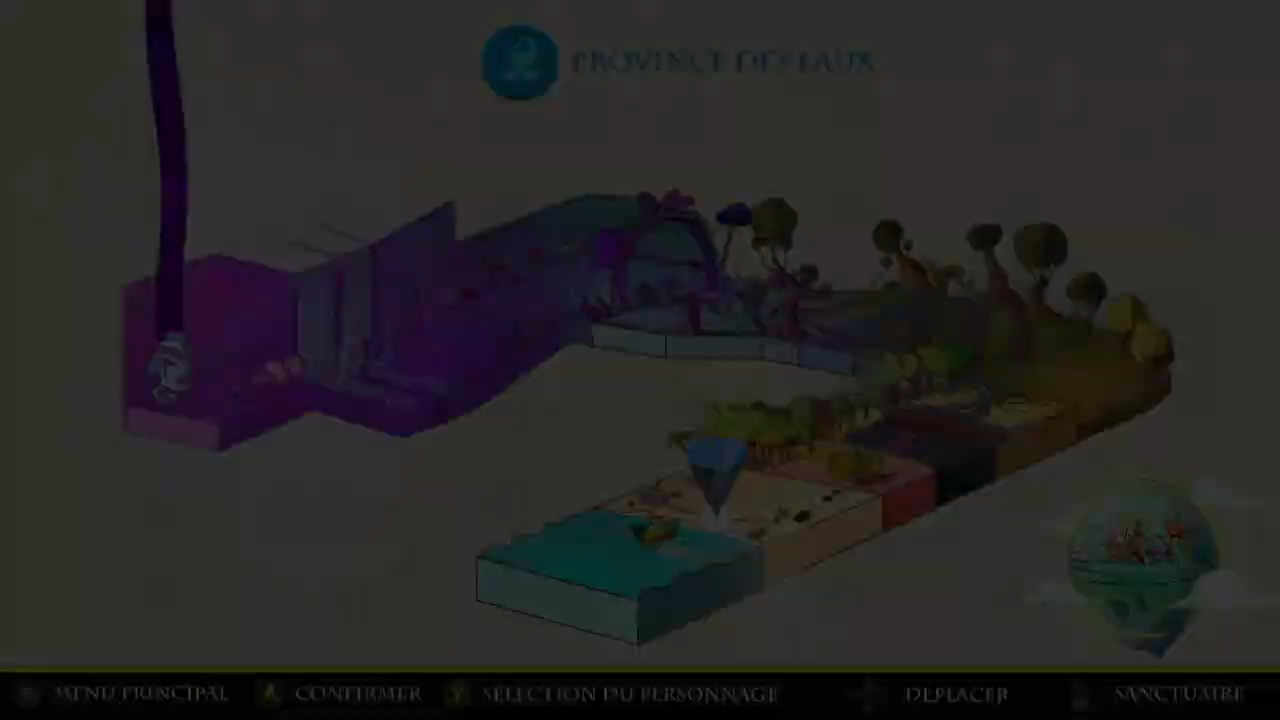 PROVINCE DES EAUX
MENU PRINCIPAL A CONFIRMER Y SÉLECTION DU PERSONNAGE DÉPLACER SANCTUAIRE